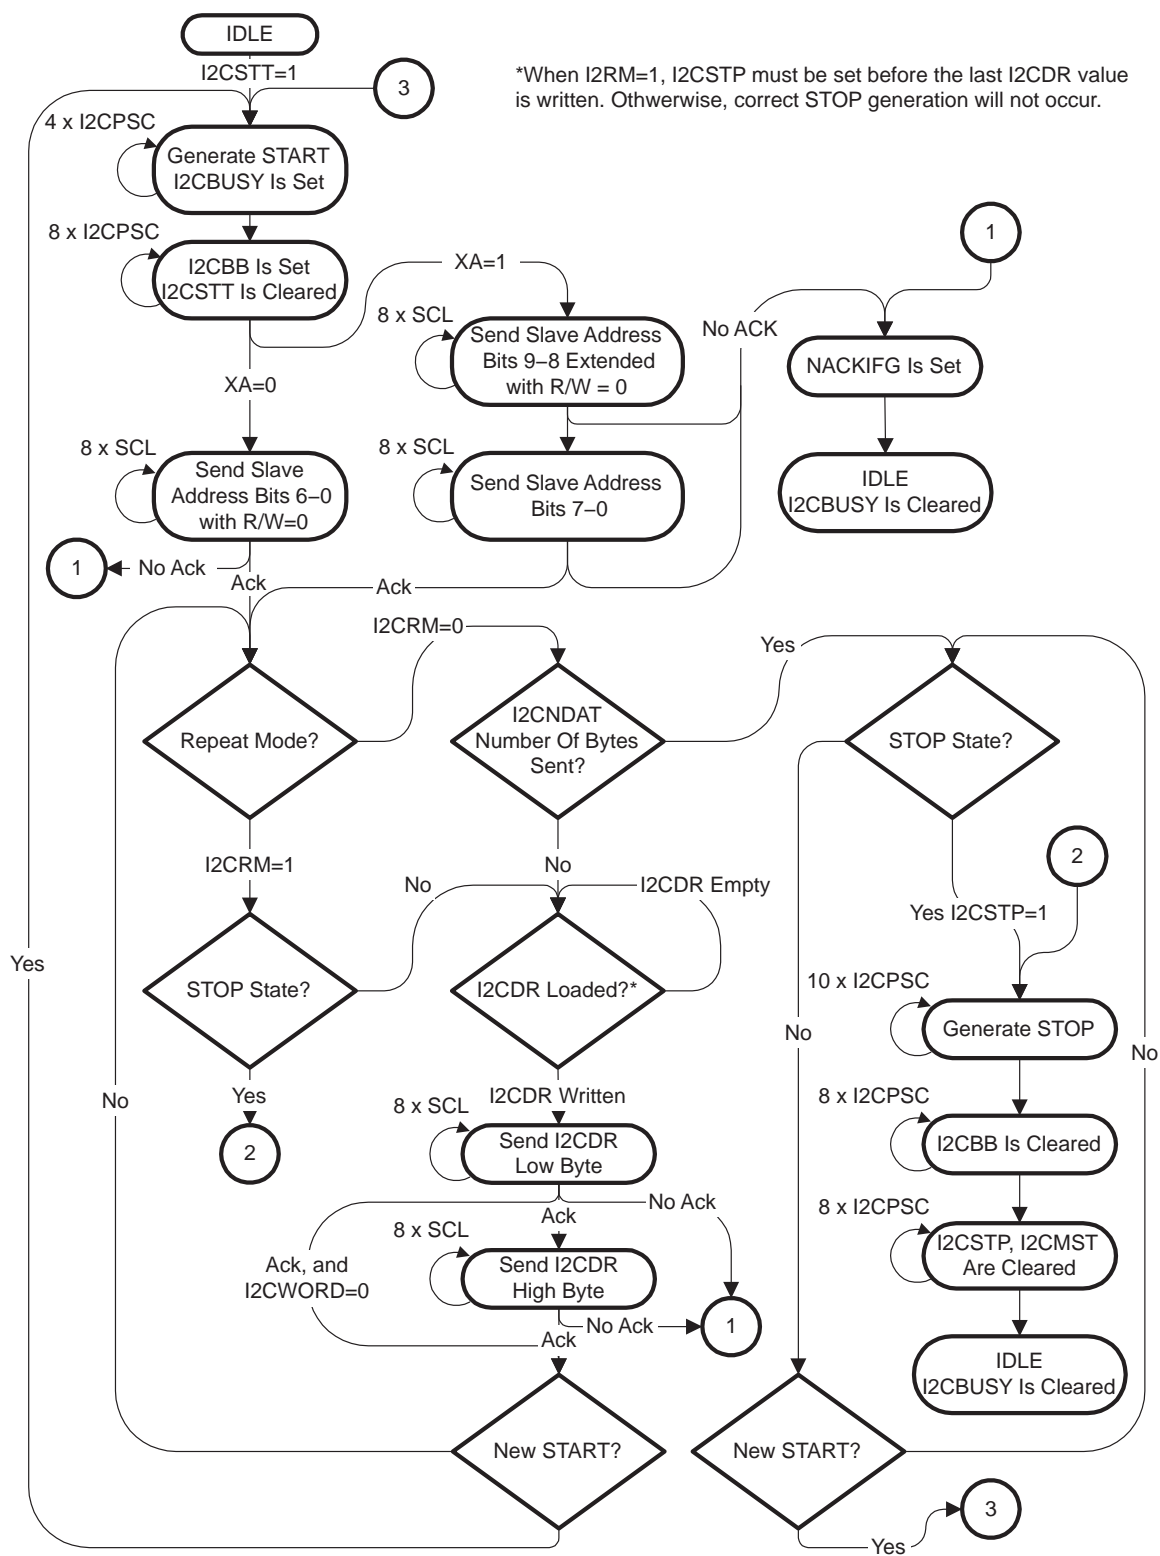 IDLE
I2CSTT=1
3
*When I2RM=1, I2CSTP must be set before the last I2CDR value
is written. Othwerwise, correct STOP generation will not occur.
4 x I2CPSC
Generate START
I2CBUSY Is Set
8 x I2CPSC
I2CBB Is Set
I2CSTT Is Cleared
XA=1
1
8 x SCL
Send Slave Address
Bits 9–8 Extended
with R/W = 0
No ACK
NACKIFG Is Set
XA=0
8 x SCL
Send Slave
Address Bits 6–0
with R/W=0
8 x SCL
Send Slave Address
Bits 7–0
IDLE
I2CBUSY Is Cleared
1
No Ack
Ack
Ack
I2CRM=0
Yes
Repeat Mode?
I2CNDAT
Number Of Bytes
Sent?
STOP State?
I2CRM=1
No
No
I2CDR Empty
2
Yes I2CSTP=1
Yes
STOP State?
I2CDR Loaded?*
10 x I2CPSC
Generate STOP
No
No
No
Yes
2
I2CDR Written
8 x SCL
Send I2CDR
Low Byte
8 x I2CPSC
I2CBB Is Cleared
No Ack
Ack
8 x SCL
Send I2CDR
High Byte
Ack, and
I2CWORD=0
8 x I2CPSC
I2CSTP, I2CMST
Are Cleared
No Ack
1
Ack
IDLE
I2CBUSY Is Cleared
New START?
New START?
3
Yes